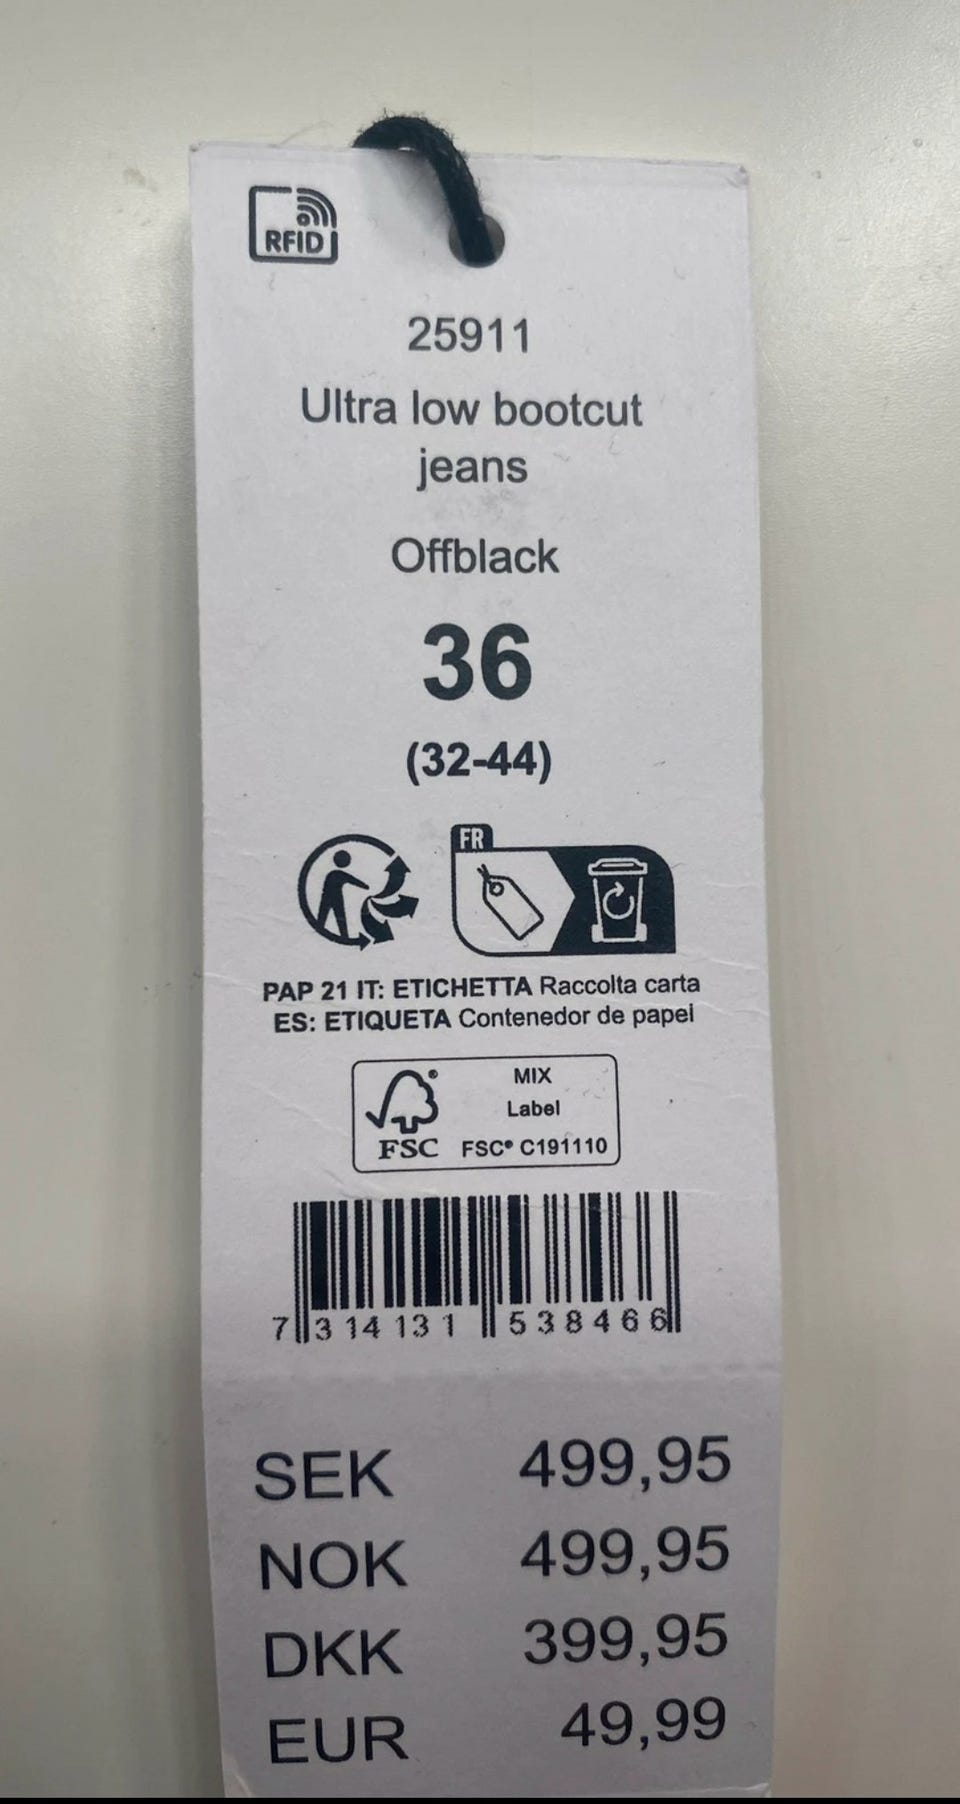 RFID
25911
Ultra low bootcut
jeans
Offblack
36
(32-44)
FR
PAP 21 IT: ETICHETTA Raccolta carta
ES: ETIQUETA Contenedor de papel
MIX
Label
FSC FSC® C191110
7 314131 538466
SEK 499,95
NOK 499,95
DKK 399,95
EUR 49,99